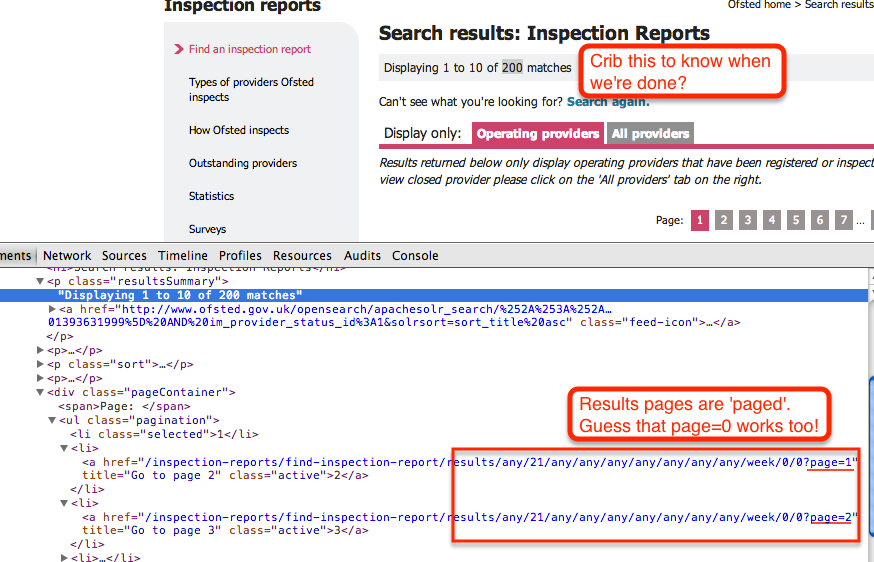 Inspection reports
Ofsted home > Search results
Find an inspection report
Types of providers Ofsted
inspects
How Ofsted inspects
Outstanding providers
Statistics
Surveys
Search results: Inspection Reports
Displaying 1 to 10 of 200 matches
Crib this to know when
we're done?
Can't see what you're looking for? Search again.
Display only: Operating providers All providers
Results returned below only display operating providers that have been registered or inspect
view closed provider please click on the 'All providers' tab on the right.
Page: 1 2 3 4 5 6 7 ...
ments Network Sources Timeline Profiles Resources Audits Console
<h1>Search results: Inspection Reports</h1>
▼<p class="resultsSummary">
"Displaying 1 to 10 of 200 matches"
▶<a href="http://www.ofsted.gov.uk/opensearch/apachesolr_search/%252A%253A%252A…
01393631999%5D%20AND%20im_provider_status_id%3A1&solrsort=sort_title%20asc" class="feed-icon">…</a>
</p>
▶<p>…</p>
▶<p class="sort">…</p>
▶<p>…</p>
▼<div class="pageContainer">
<span>Page: </span>
▼<ul class="pagination">
<li class="selected">1</li>
▼<li>
<a href="/inspection-reports/find-inspection-report/results/any/21/any/any/any/any/any/any/any/week/0/0?page=1"
title="Go to page 2" class="active">2</a>
</li>
▼<li>
<a href="/inspection-reports/find-inspection-report/results/any/21/any/any/any/any/any/any/any/week/0/0?page=2"
title="Go to page 3" class="active">3</a>
</li>
▶<li>…</li>
Results pages are 'paged'.
Guess that page=0 works too!